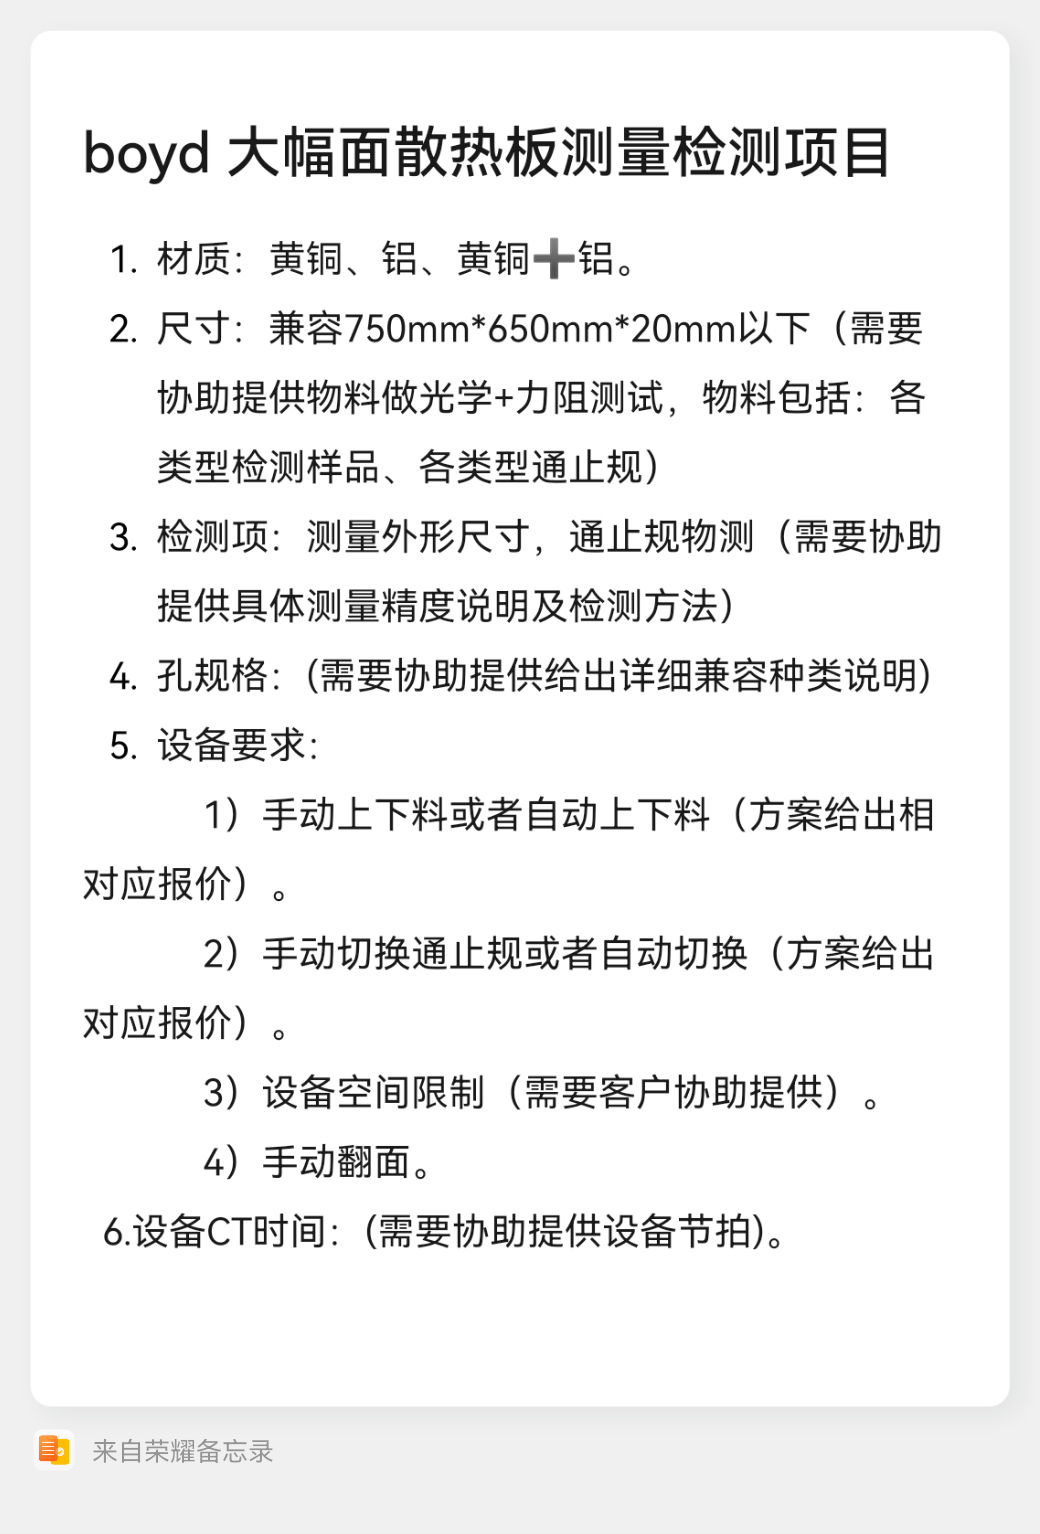 boyd 大幅面散热板测量检测项目
1. 材质：黄铜、铝、黄铜➕铝。
2. 尺寸：兼容750mm*650mm*20mm以下（需要
协助提供物料做光学+力阻测试，物料包括：各
类型检测样品、各类型通止规）
3. 检测项：测量外形尺寸，通止规物测（需要协助
提供具体测量精度说明及检测方法）
4. 孔规格：(需要协助提供给出详细兼容种类说明)
5. 设备要求：
1）手动上下料或者自动上下料（方案给出相
对应报价）。
2）手动切换通止规或者自动切换（方案给出
对应报价）。
3）设备空间限制（需要客户协助提供）。
4）手动翻面。
6.设备CT时间：(需要协助提供设备节拍)。
来自荣耀备忘录